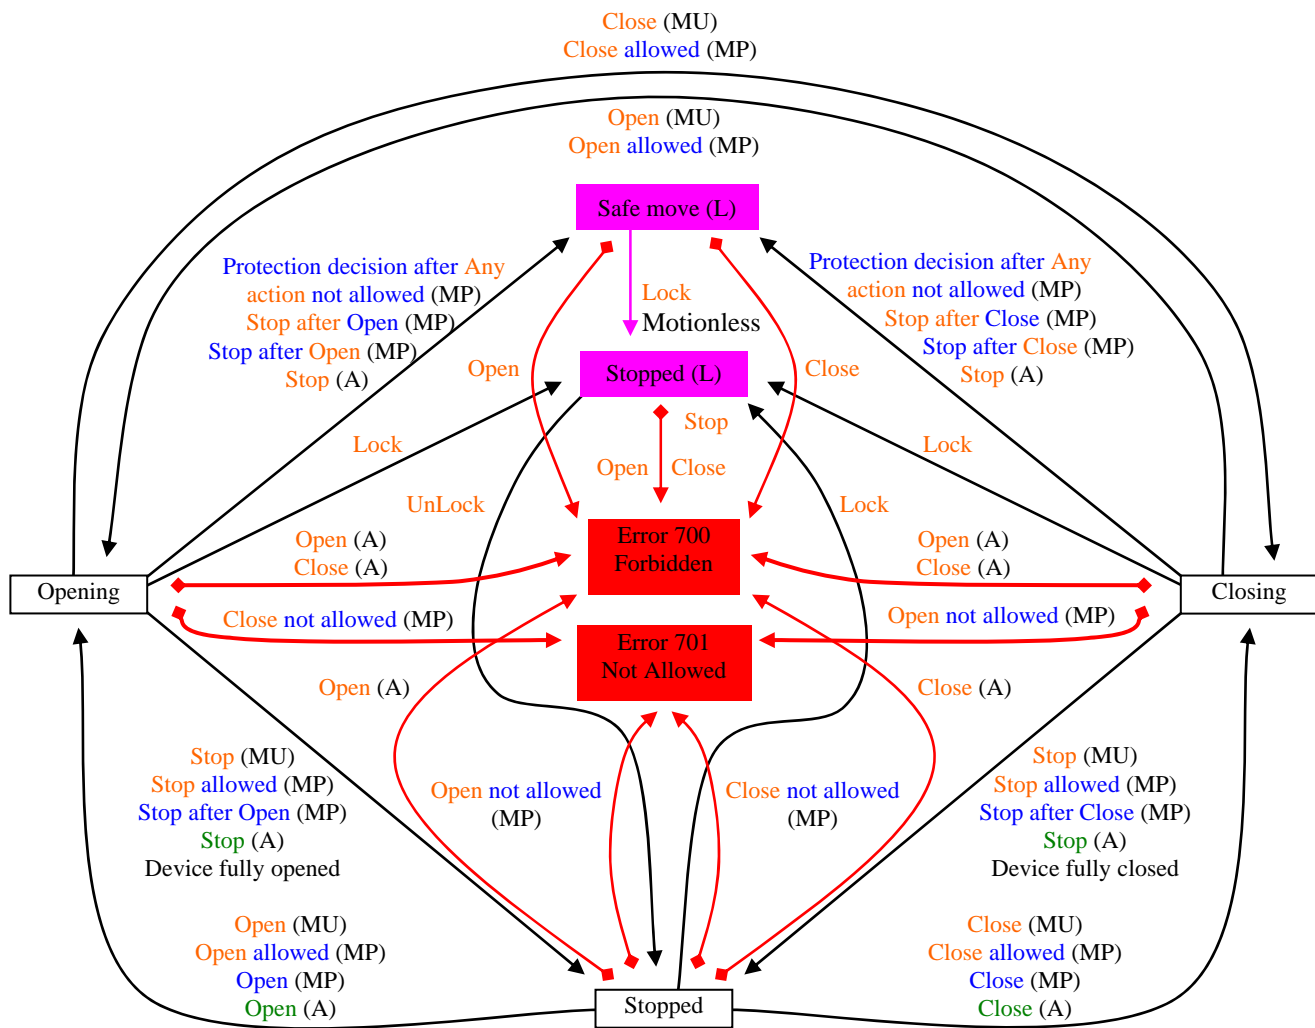 Close (MU)
Close allowed (MP)
Open (MU)
Open allowed (MP)
Safe move (L)
Protection decision after Any
action not allowed (MP)
Stop after Open (MP)
Stop after Open (MP)
Stop (A)
Protection decision after Any
action not allowed (MP)
Stop after Close (MP)
Stop after Close (MP)
Stop (A)
Lock
Motionless
Open
Stopped (L)
Close
Lock
Stop
Lock
Open
Close
UnLock
Lock
Error 700
Forbidden
Open (A)
Close (A)
Open (A)
Close (A)
Opening
Closing
Close not allowed (MP)
Open not allowed (MP)
Error 701
Not Allowed
Open (A)
Close (A)
Stop (MU)
Stop allowed (MP)
Stop after Open (MP)
Stop (A)
Device fully opened
Open not allowed
(MP)
Close not allowed
(MP)
Stop (MU)
Stop allowed (MP)
Stop after Close (MP)
Stop (A)
Device fully closed
Open (MU)
Open allowed (MP)
Open (MP)
Open (A)
Stopped
Close (MU)
Close allowed (MP)
Close (MP)
Close (A)